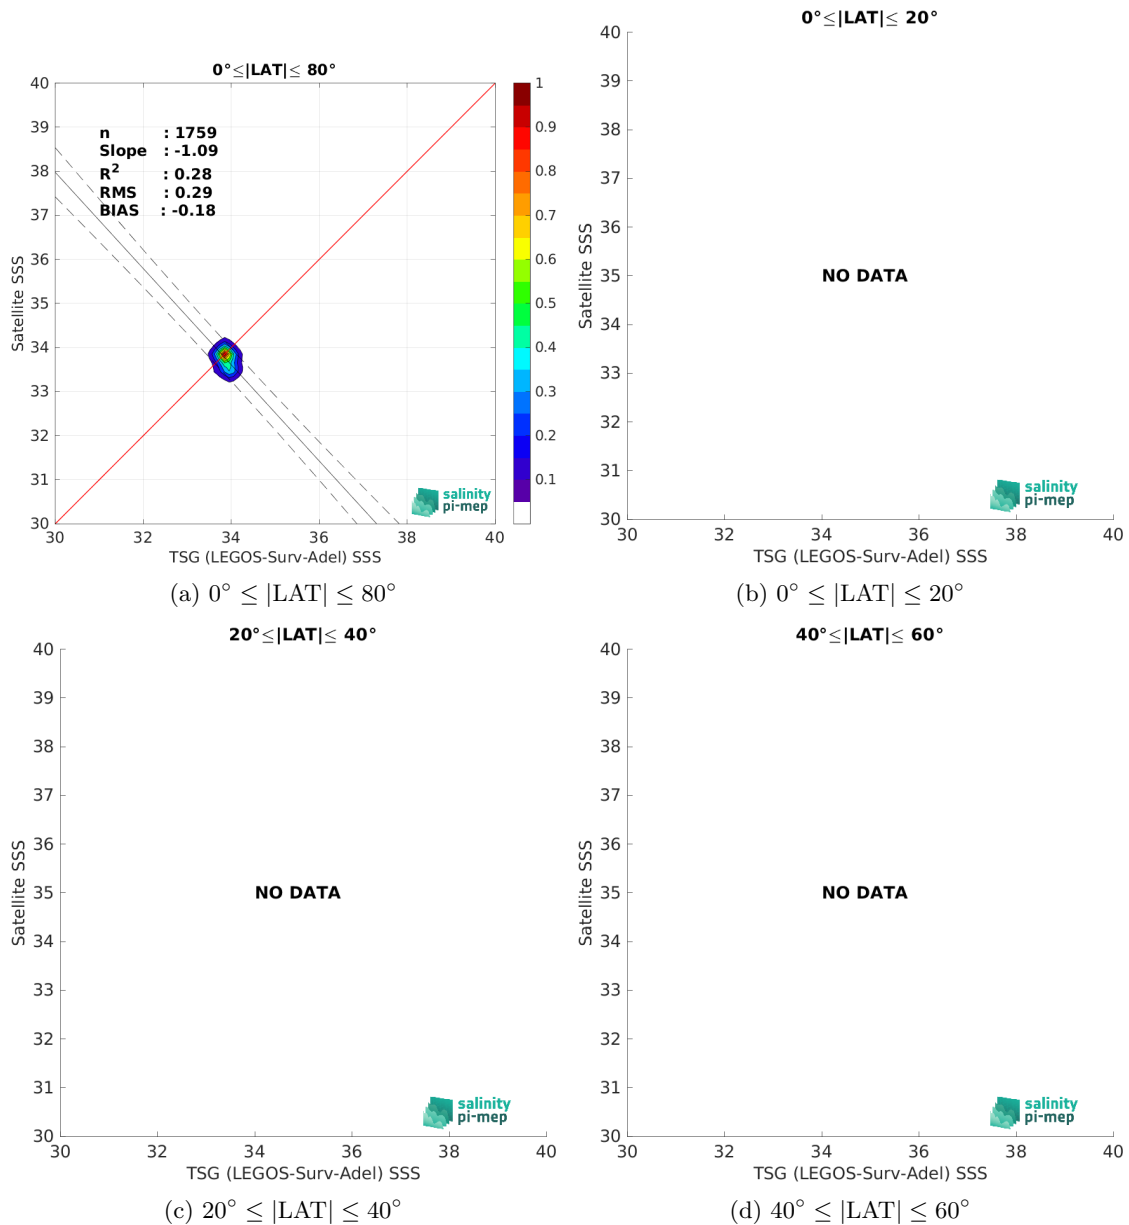 0°≤|LAT|≤ 80°
40
39
38
37
36
35
34
33
32
31
30
Satellite SSS
n : 1759
Slope : -1.09
R² : 0.28
RMS : 0.29
BIAS : -0.18
1
0.9
0.8
0.7
0.6
0.5
0.4
0.3
0.2
0.1
salinity
pi-mep
30 32 34 36 38 40
TSG (LEGOS-Surv-Adel) SSS
(a) 0° ≤ |LAT| ≤ 80°
0°≤|LAT|≤ 20°
40
39
38
37
36
35
34
33
32
31
30
Satellite SSS
NO DATA
salinity
pi-mep
30 32 34 36 38 40
TSG (LEGOS-Surv-Adel) SSS
(b) 0° ≤ |LAT| ≤ 20°
20°≤|LAT|≤ 40°
40
39
38
37
36
35
34
33
32
31
30
Satellite SSS
NO DATA
salinity
pi-mep
30 32 34 36 38 40
TSG (LEGOS-Surv-Adel) SSS
(c) 20° ≤ |LAT| ≤ 40°
40°≤|LAT|≤ 60°
40
39
38
37
36
35
34
33
32
31
30
Satellite SSS
NO DATA
salinity
pi-mep
30 32 34 36 38 40
TSG (LEGOS-Surv-Adel) SSS
(d) 40° ≤ |LAT| ≤ 60°